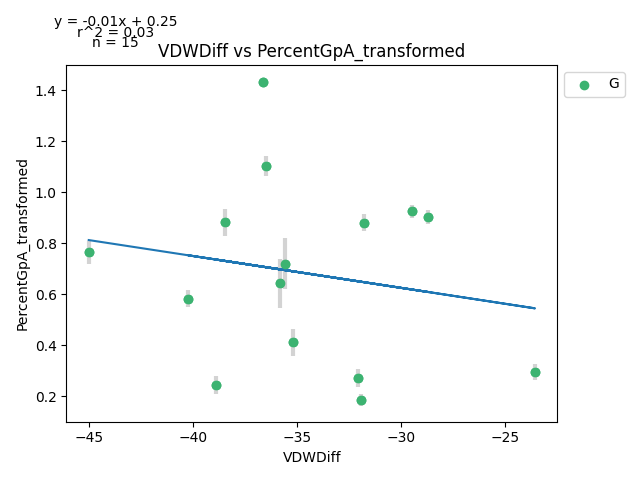 y = -0.01x + 0.25
r^2 = 0.03
n = 15
VDWDiff vs PercentGpA_transformed
G
1.4
1.2
1.0
0.8
0.6
0.4
0.2
PercentGpA_transformed
−45
−40
−35
−30
−25
VDWDiff